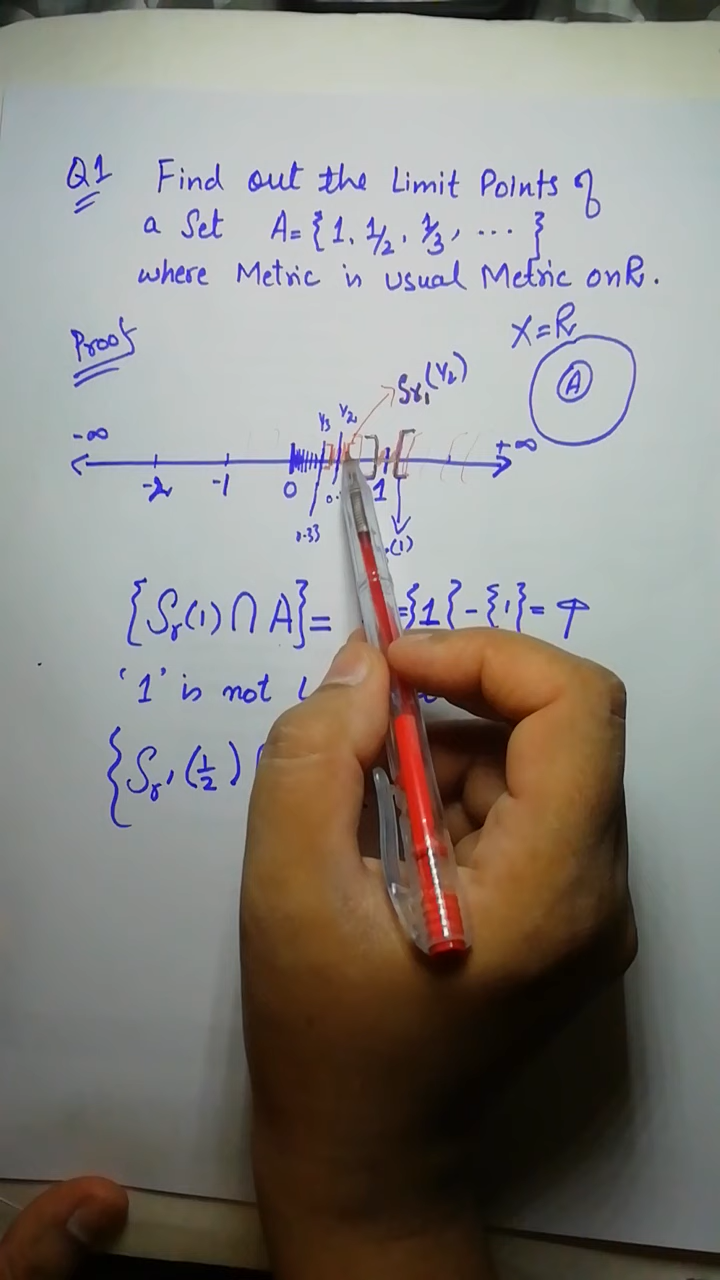 Q1 Find out the Limit Points of
a Set A= {1, 1/2, 1/3, ... }
where Metric is usual Metric on R.
Proof
X=R
A
Sr₁(1/2)
1/3 1/2
-∞ +∞
-2 -1 0 1
0.33
(1)
{Sr(1) ∩ A}= ={1}-{1}= φ
'1' is not
{Sr₁(1/2)